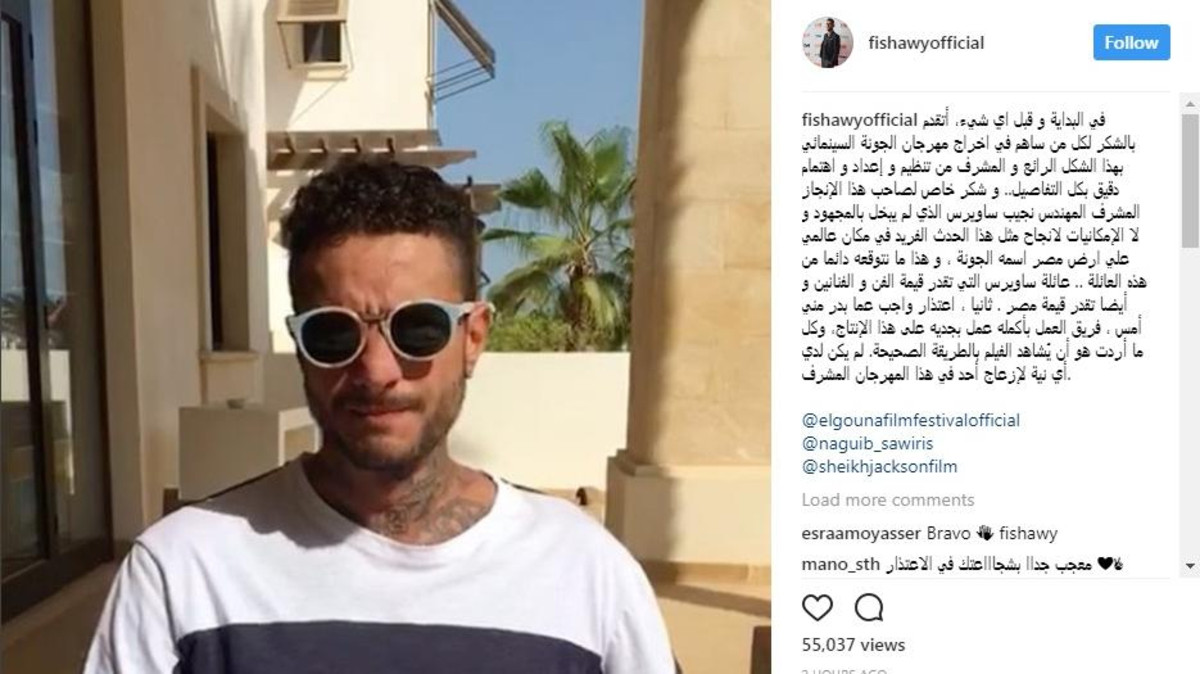 fishawyofficial
Follow
fishawyofficial في البداية و قبل اي شيء، أتقدم
بالشكر لكل من ساهم في اخراج مهرجان الجونة السينمائي
بهذا الشكل الرائع و المشرف من تنظيم و إعداد و اهتمام
دقيق بكل التفاصيل.. و شكر خاص لصاحب هذا الإنجاز
المشرف المهندس نجيب ساويرس الذي لم يبخل بالمجهود و
لا الإمكانيات لانجاح مثل هذا الحدث الفريد في مكان عالمي
علي ارض مصر اسمه الجونة ، و هذا ما نتوقعه دائما من
هذه العائلة .. عائلة ساويرس التي تقدر قيمة الفن و الفنانين و
أيضا تقدر قيمة مصر . ثانيا ، اعتذار واجب عما بدر مني
أمس ، فريق العمل بأكمله عمل بجديه على هذا الإنتاج، وكل
ما أردت هو أن يُشاهد الفيلم بالطريقة الصحيحة. لم يكن لدي
أي نية لإزعاج أحد في هذا المهرجان المشرف.
@elgounafilmfestivalofficial
@naguib_sawiris
@sheikhjacksonfilm
Load more comments
esraamoyasser Bravo 👋 fishawy
mano_sth معجب جداا بشجاااعتك في الاعتذار ♥✌
55,037 views
2 HOURS AGO